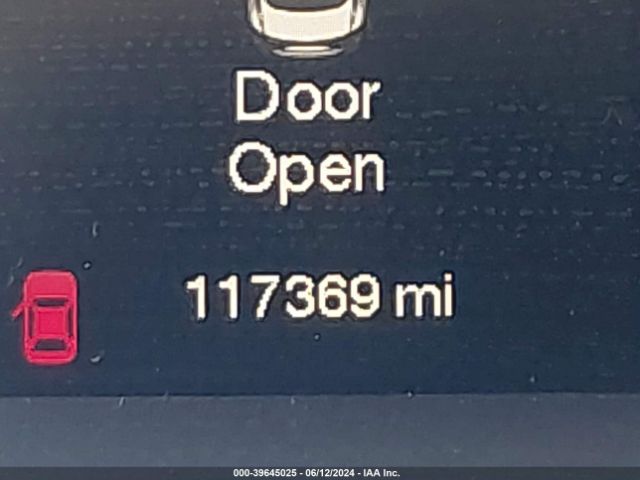 Door
Open
117369 mi
000-39645025 - 06/12/2024 - IAA Inc.